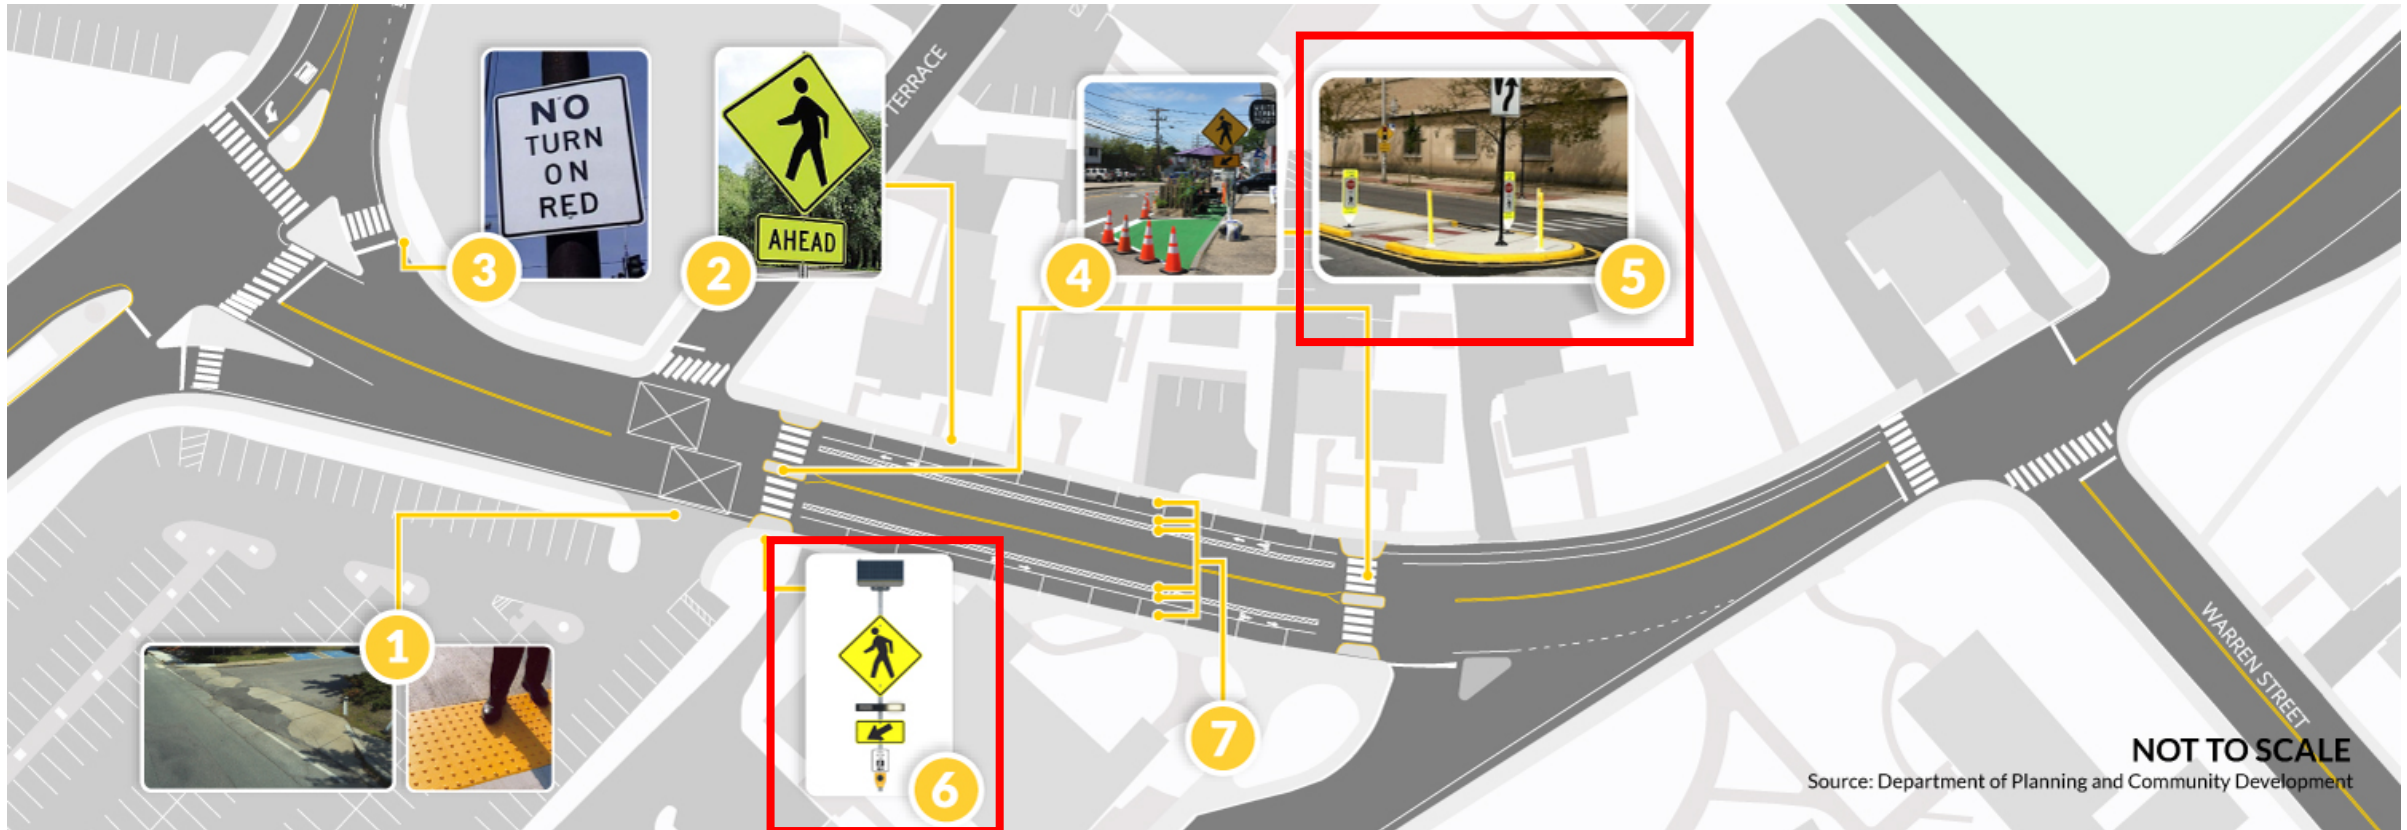 TERRACE
NO
TURN
ON
RED
AHEAD
3
2
4
5
1
7
6
WARREN STREET
NOT TO SCALE
Source: Department of Planning and Community Development